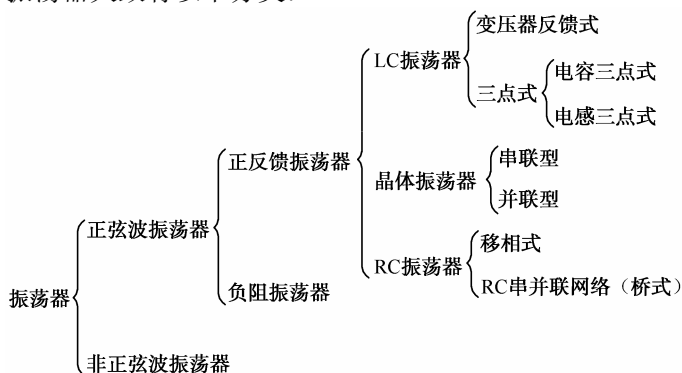 变压器反馈式
LC振荡器
电容三点式
三点式
电感三点式
正反馈振荡器
串联型
晶体振荡器
并联型
正弦波振荡器
移相式
RC振荡器
RC串并联网络（桥式）
负阻振荡器
振荡器
非正弦波振荡器